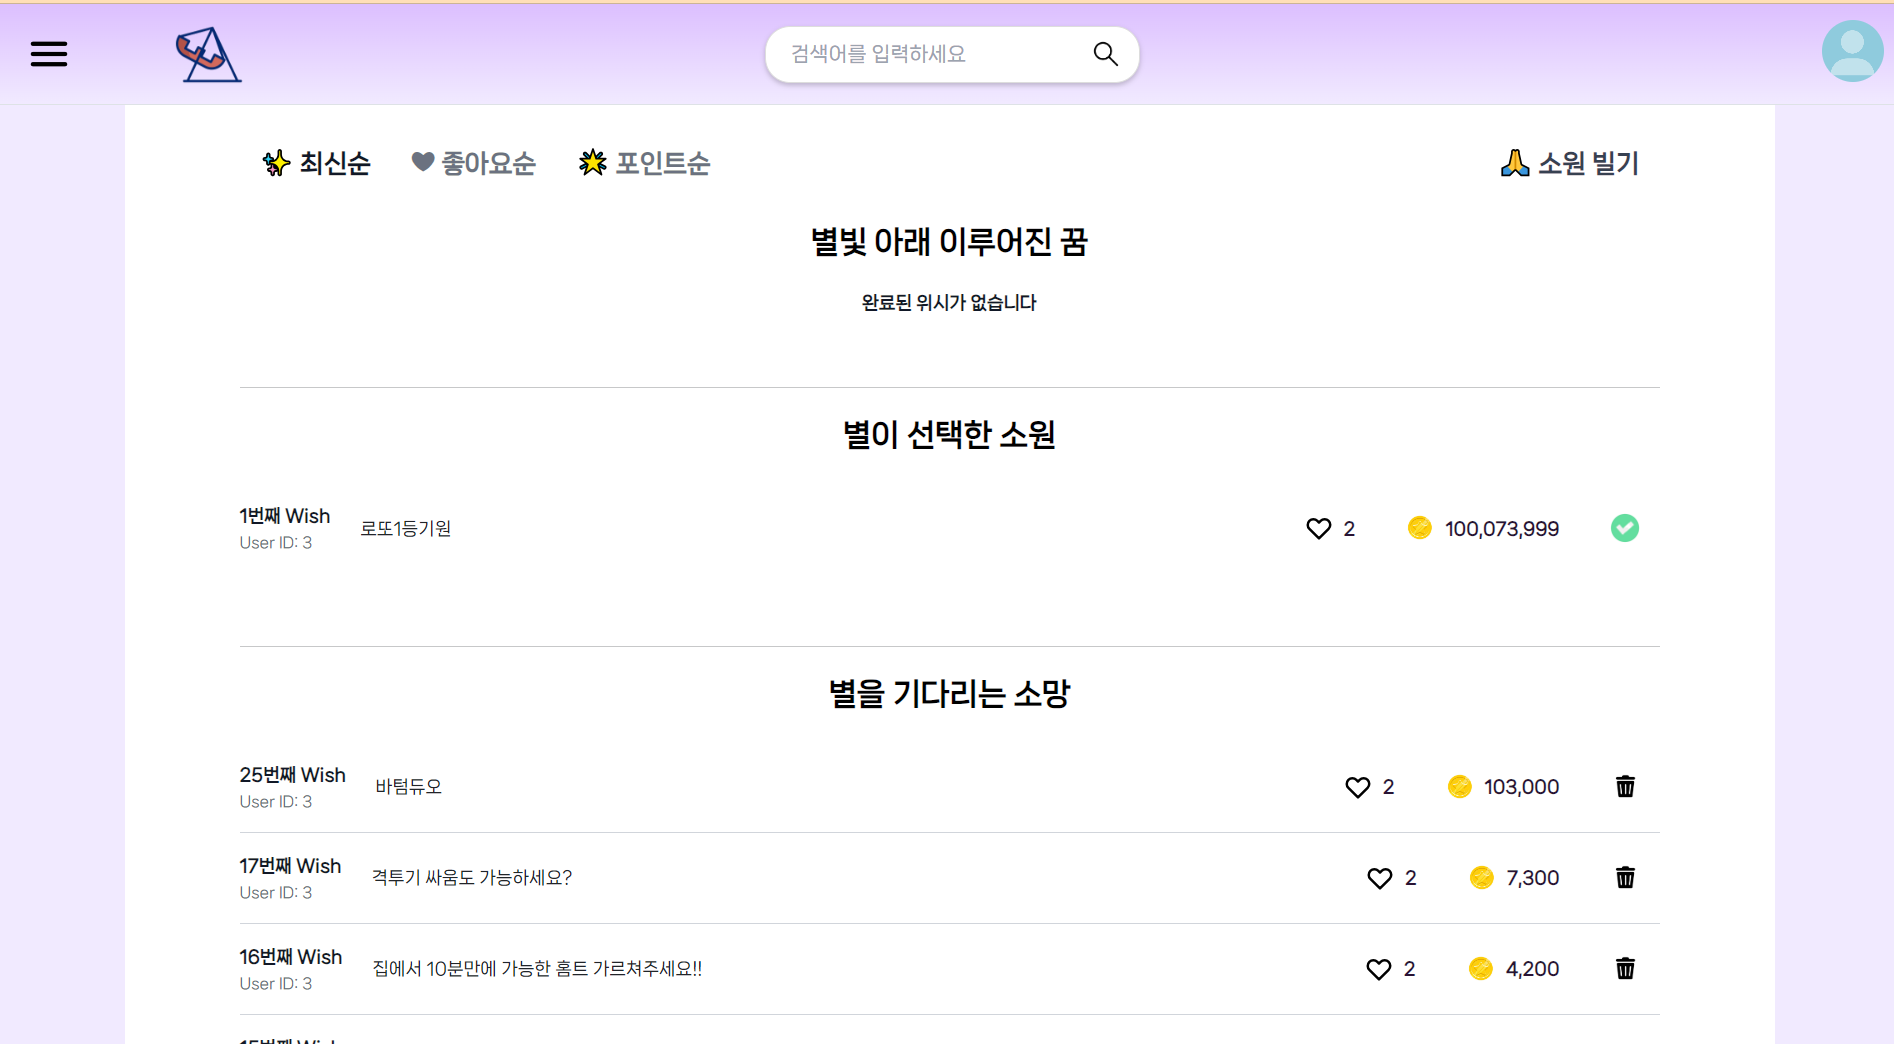 검색어를 입력하세요
최신순 좋아요순 포인트순 소원 빌기
별빛 아래 이루어진 꿈
완료된 위시가 없습니다
별이 선택한 소원
1번째 Wish
User ID: 3
로또1등기원
2
100,073,999
별을 기다리는 소망
25번째 Wish
User ID: 3
바텀듀오
2
103,000
17번째 Wish
User ID: 3
격투기 싸움도 가능하세요?
2
7,300
16번째 Wish
User ID: 3
집에서 10분만에 가능한 홈트 가르쳐주세요!!
2
4,200